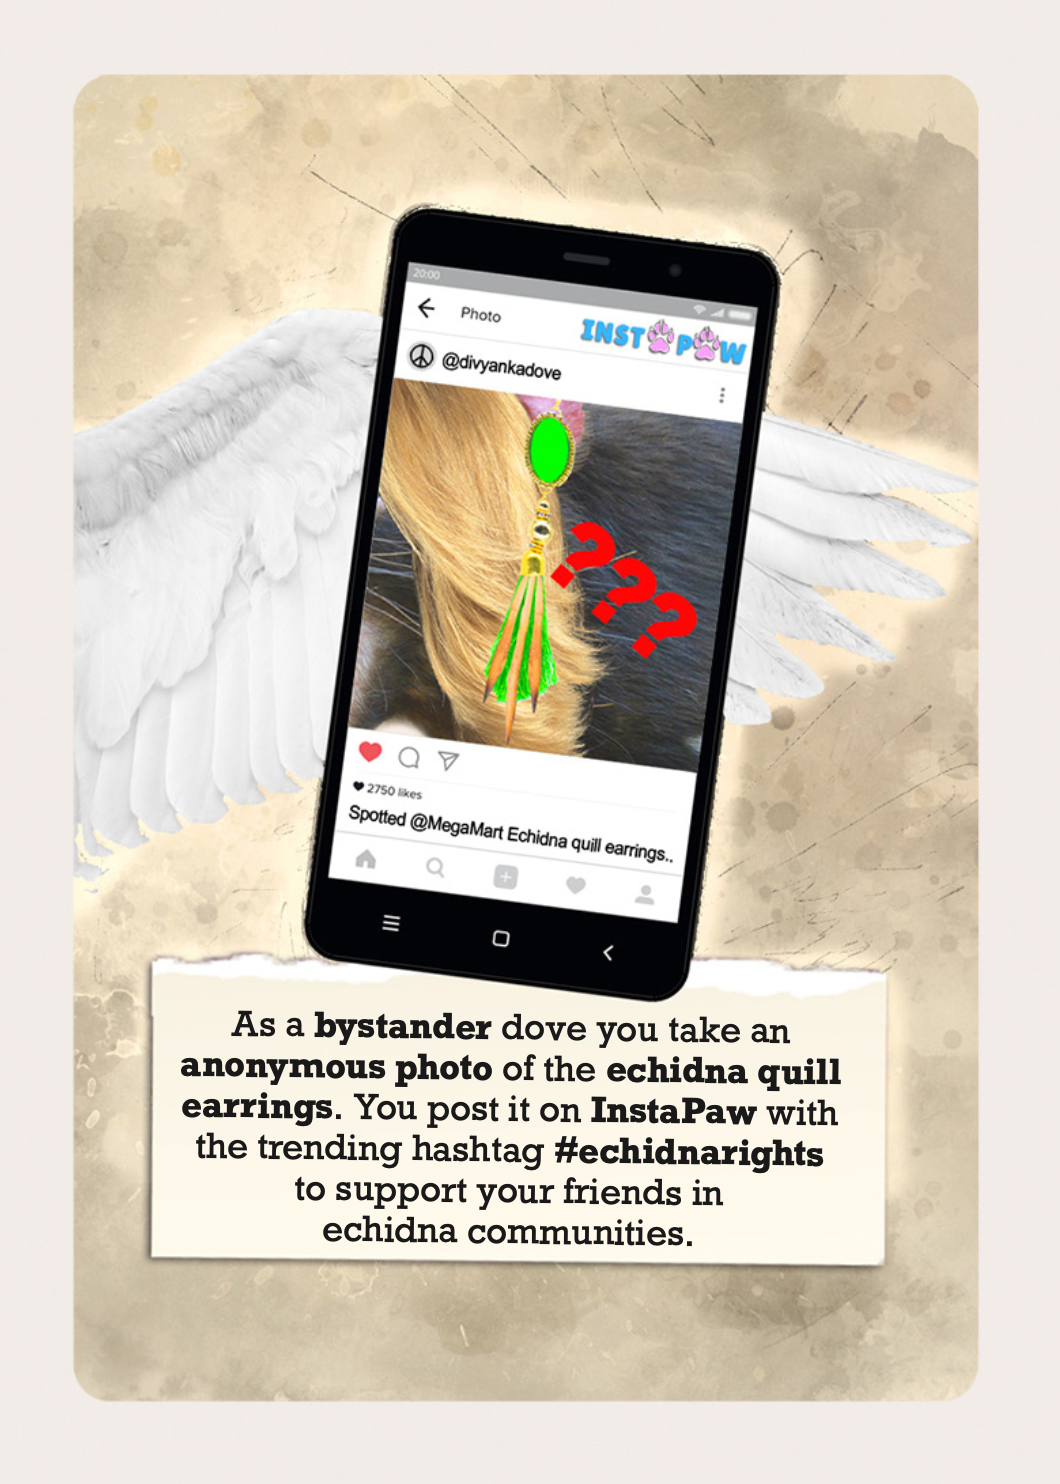 20:00
Photo
INSTAPAW
@divyankadove
???
2750 likes
Spotted @MegaMart Echidna quill earrings..
As a bystander dove you take an
anonymous photo of the echidna quill
earrings. You post it on InstaPaw with
the trending hashtag #echidnarights
to support your friends in
echidna communities.